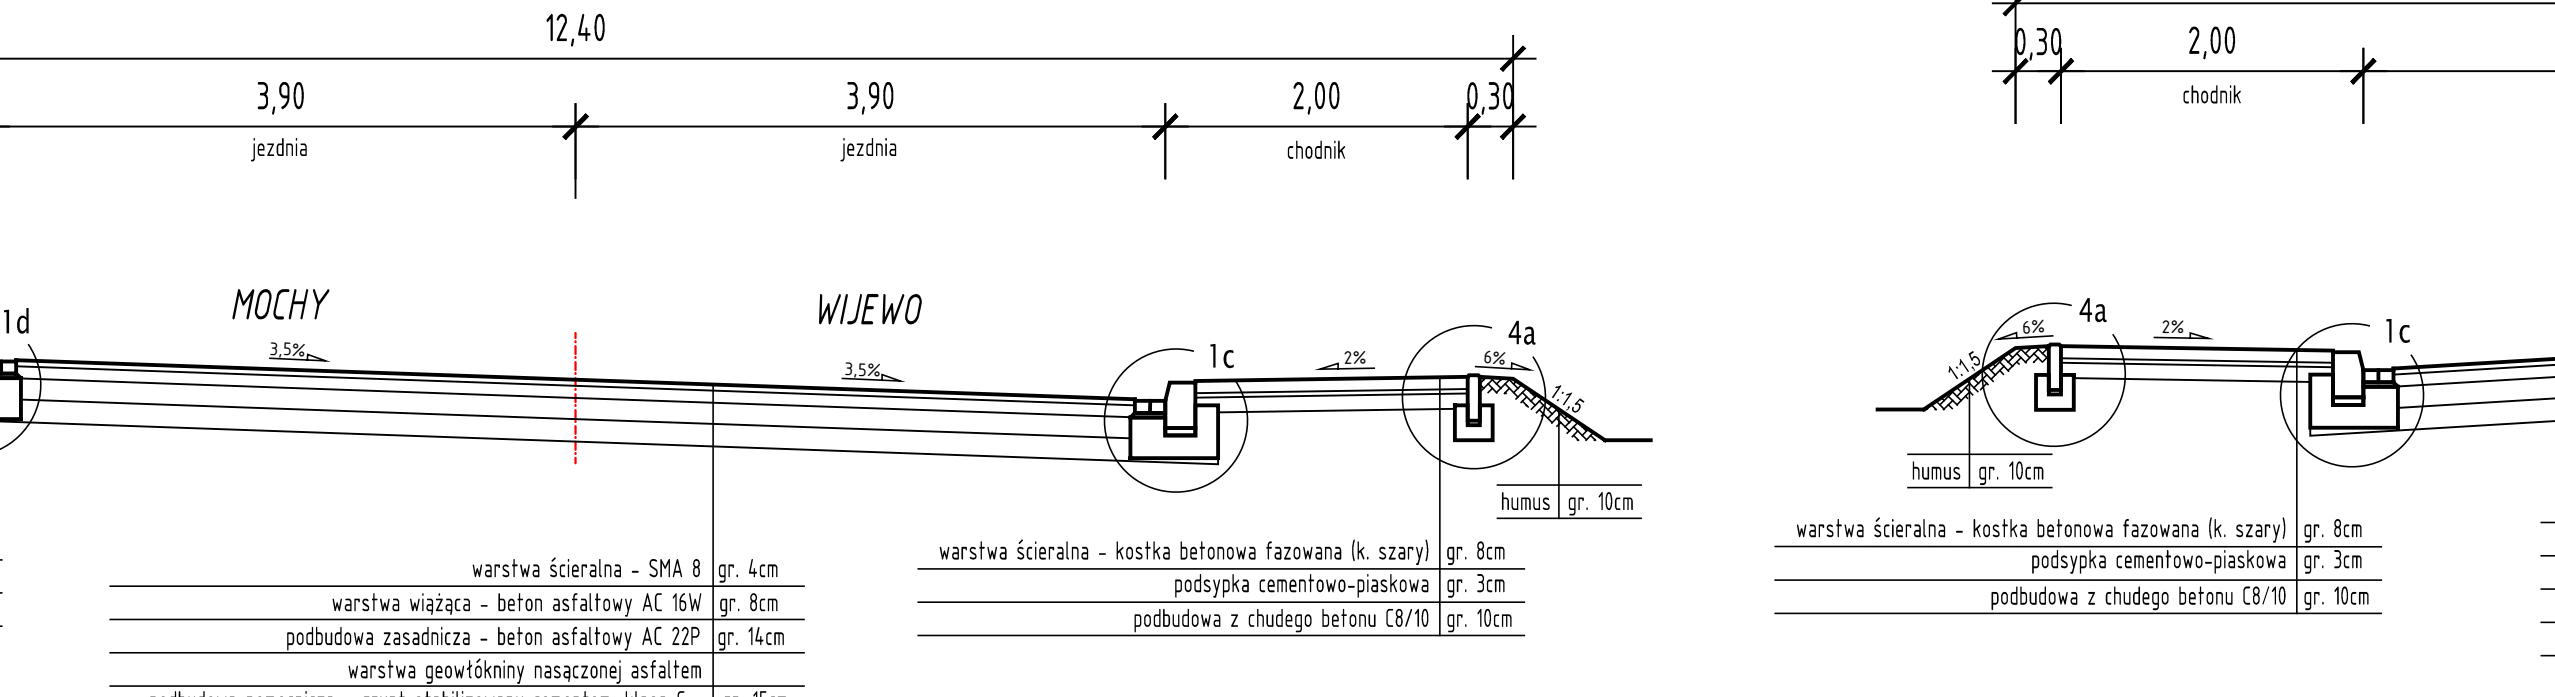 12,40
3,90
3,90
2,00
0,30
jezdnia
jezdnia
chodnik
0,30
2,00
chodnik
MOCHY
WIJEWO
1d
3,5%
3,5%
1c
2%
4a
6%
1:1,5
humus gr. 10cm
warstwa ścieralna - SMA 8 gr. 4cm
warstwa wiążąca - beton asfaltowy AC 16W gr. 8cm
podbudowa zasadnicza - beton asfaltowy AC 22P gr. 14cm
warstwa geowłókniny nasączonej asfaltem
warstwa ścieralna - kostka betonowa fazowana (k. szary) gr. 8cm
podsypka cementowo-piaskowa gr. 3cm
podbudowa z chudego betonu C8/10 gr. 10cm
1:1,5
6%
4a
2%
1c
humus gr. 10cm
warstwa ścieralna - kostka betonowa fazowana (k. szary) gr. 8cm
podsypka cementowo-piaskowa gr. 3cm
podbudowa z chudego betonu C8/10 gr. 10cm